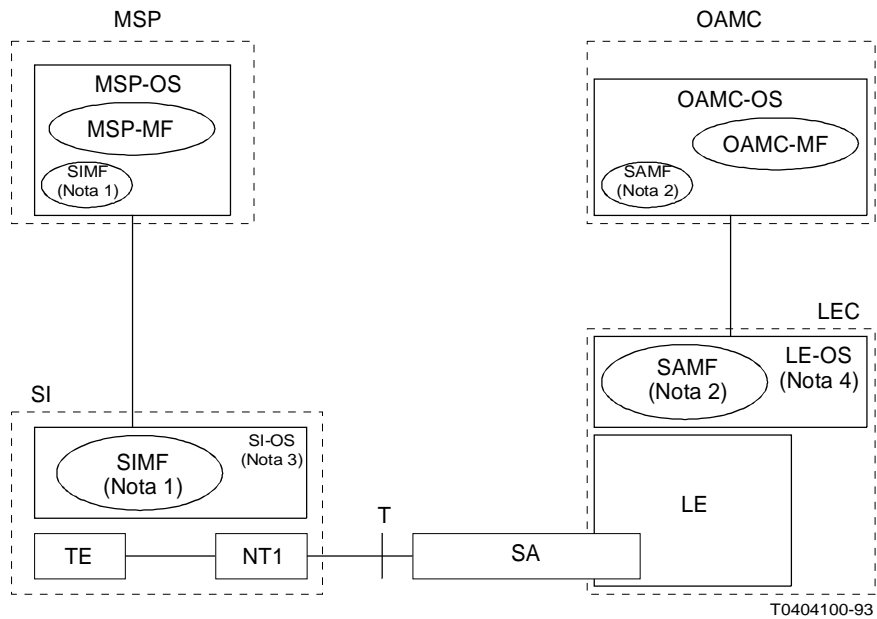 MSP
OAMC
MSP-OS
MSP-MF
SIMF
(Nota 1)
OAMC-OS
OAMC-MF
SAMF
(Nota 2)
LEC
SAMF
(Nota 2)
LE-OS
(Nota 4)
SI
SIMF
(Nota 1)
SI-OS
(Nota 3)
LE
T
TE
NT1
SA
T0404100-93